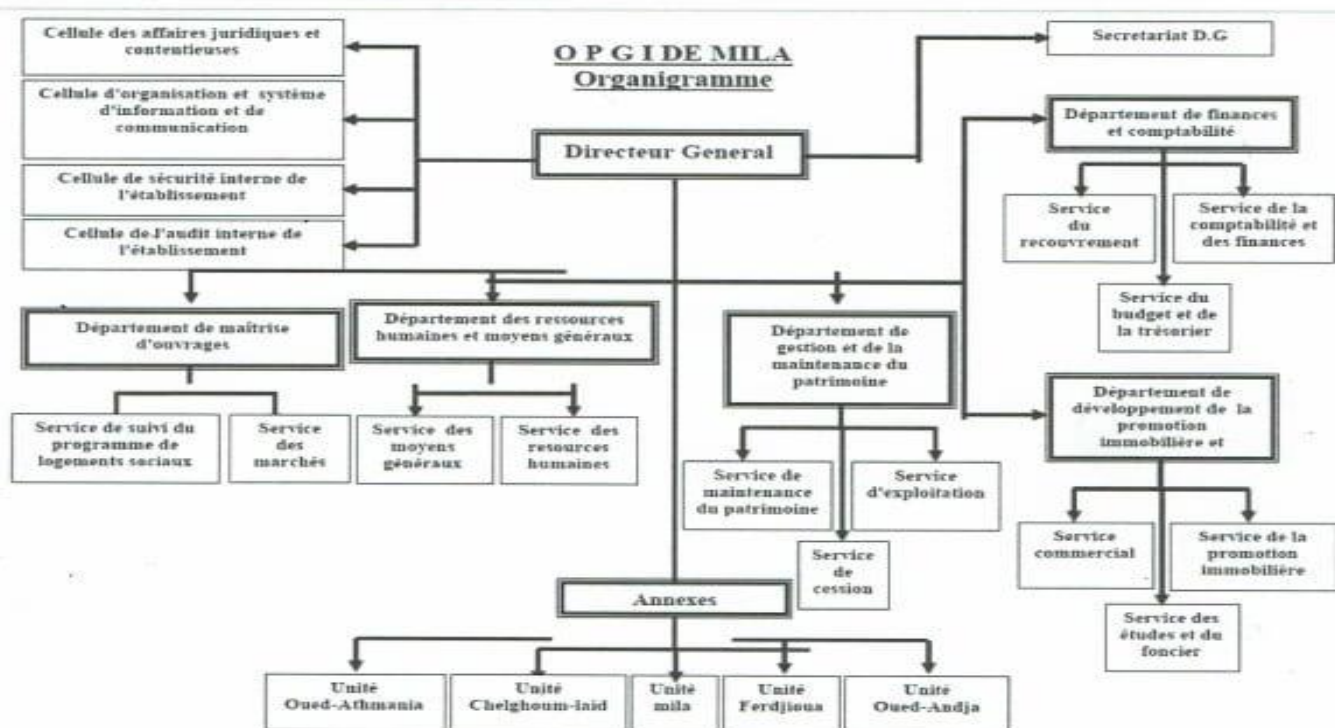 O P G I DE MILA
Organigramme
Cellule des affaires juridiques et
contentieuses
Secretariat D.G
Cellule d'organisation et système
d'information et de
communication
Directeur General
Département de finances
et comptabilité
Cellule de sécurité interne de
l'établissement
Cellule de l'audit interne de
l'établissement
Service
du
recouvrement
Service de la
comptabilité et
des finances
Service du
budget et de
la trésorier
Département de maîtrise
d'ouvrages
Département des ressources
humaines et moyens généraux
Département de
gestion et de la
maintenance du
patrimoine
Département de
développement de la
promotion
immobilière et
Service de suivi du
programme de
logements sociaux
Service
des
marchés
Service des
moyens
généraux
Service des
resources
humaines
Service de
maintenance
du patrimoine
Service
d'exploitation
Service
de
cession
Service
commercial
Service de la
promotion
immobilière
Service des
études et du
foncier
Annexes
Unité
Oued-Athmania
Unité
Chelghoum-laid
Unité
mila
Unité
Ferdjioua
Unité
Oued-Andja